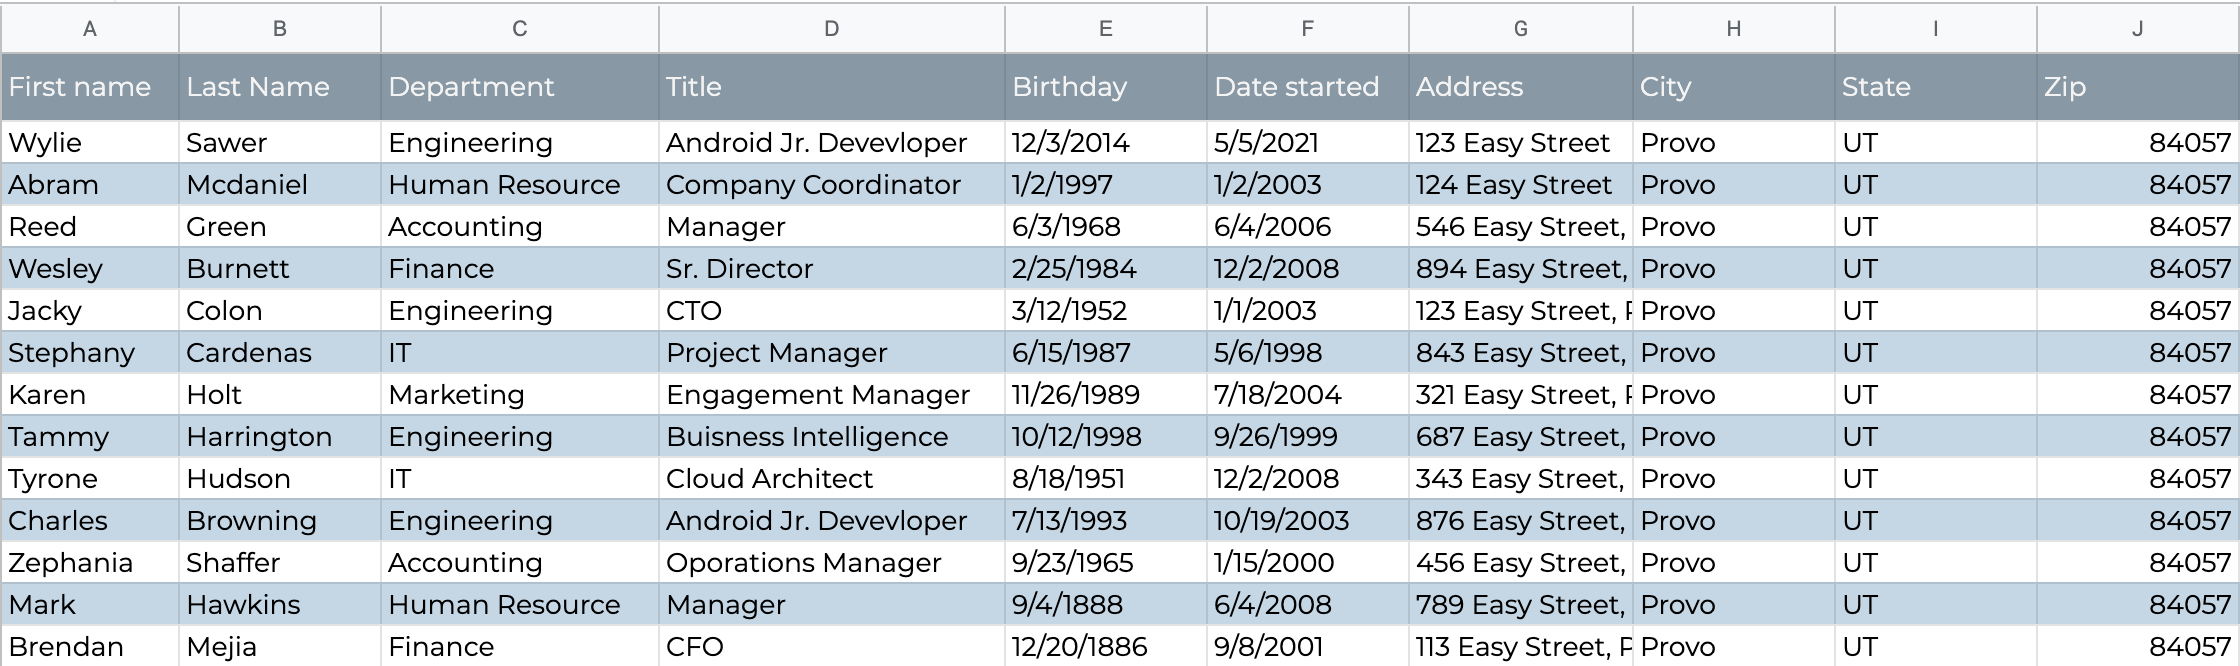 A B C D E F G H I J
First name Last Name Department Title Birthday Date started Address City State Zip
Wylie Sawer Engineering Android Jr. Devevloper 12/3/2014 5/5/2021 123 Easy Street Provo UT 84057
Abram Mcdaniel Human Resource Company Coordinator 1/2/1997 1/2/2003 124 Easy Street Provo UT 84057
Reed Green Accounting Manager 6/3/1968 6/4/2006 546 Easy Street, Provo UT 84057
Wesley Burnett Finance Sr. Director 2/25/1984 12/2/2008 894 Easy Street, Provo UT 84057
Jacky Colon Engineering CTO 3/12/1952 1/1/2003 123 Easy Street, Provo UT 84057
Stephany Cardenas IT Project Manager 6/15/1987 5/6/1998 843 Easy Street, Provo UT 84057
Karen Holt Marketing Engagement Manager 11/26/1989 7/18/2004 321 Easy Street, Provo UT 84057
Tammy Harrington Engineering Buisness Intelligence 10/12/1998 9/26/1999 687 Easy Street, Provo UT 84057
Tyrone Hudson IT Cloud Architect 8/18/1951 12/2/2008 343 Easy Street, Provo UT 84057
Charles Browning Engineering Android Jr. Devevloper 7/13/1993 10/19/2003 876 Easy Street, Provo UT 84057
Zephania Shaffer Accounting Oporations Manager 9/23/1965 1/15/2000 456 Easy Street, Provo UT 84057
Mark Hawkins Human Resource Manager 9/4/1888 6/4/2008 789 Easy Street, Provo UT 84057
Brendan Mejia Finance CFO 12/20/1886 9/8/2001 113 Easy Street, Provo UT 84057